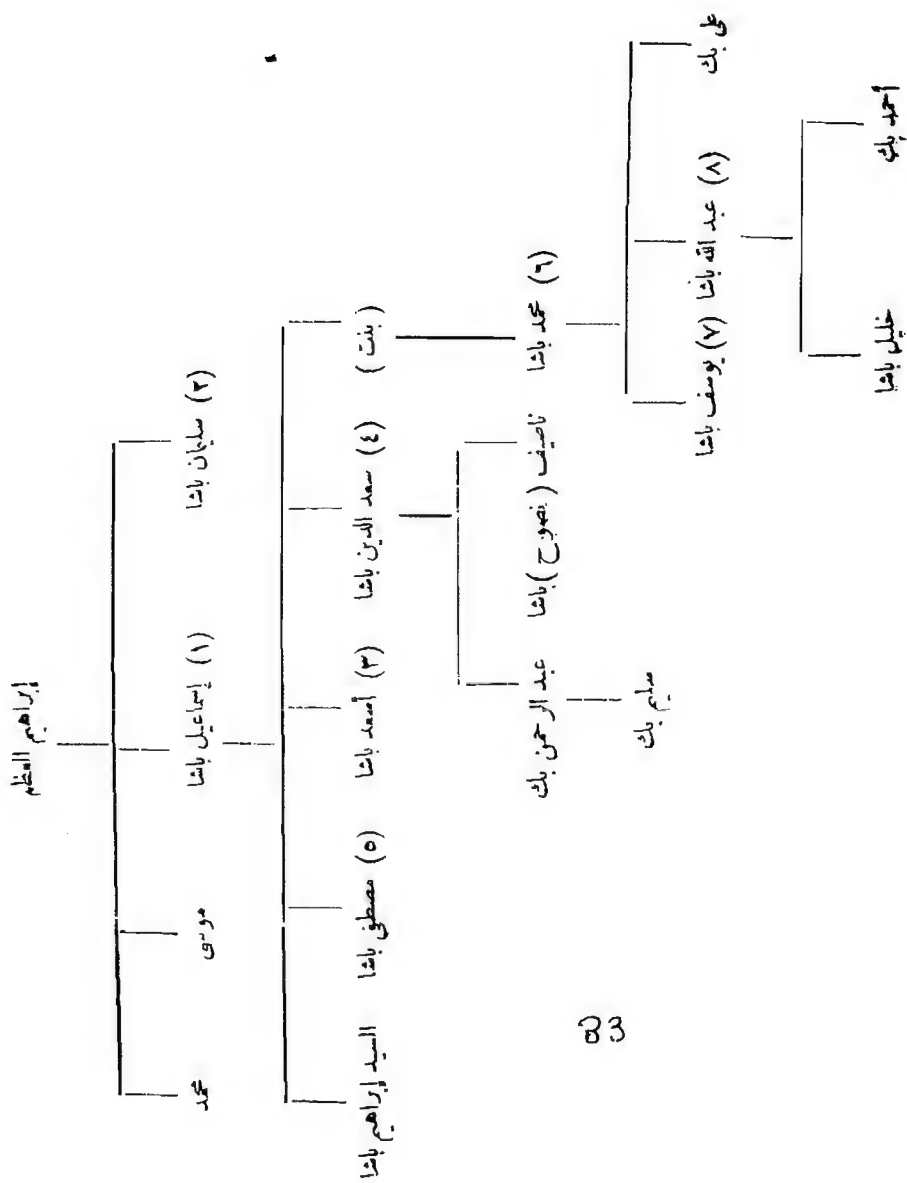 إبراهيم العظم
(٢) سليمان باشا (١) إسماعيل باشا موسى محمد
(بنت) (٤) سعد الدين باشا (٣) أسعد باشا (٥) مصطفى باشا السيد إبراهيم باشا
(٦) محمد باشا ناصيف (نصوح) باشا عبد الرحمن بك
سليم بك
على بك (٨) عبد الله باشا (٧) يوسف باشا
أحمد بك خليل باشا
23